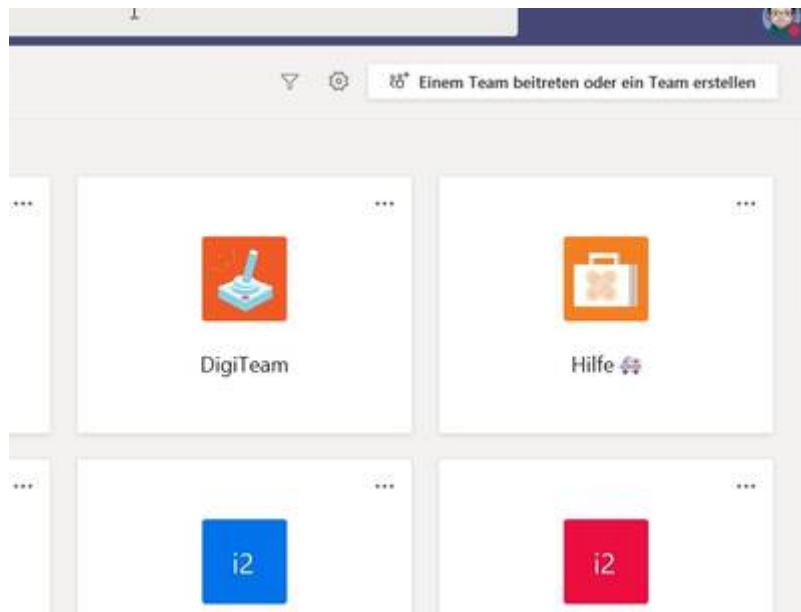 Einem Team beitreten oder ein Team erstellen
DigiTeam
Hilfe
i2
i2